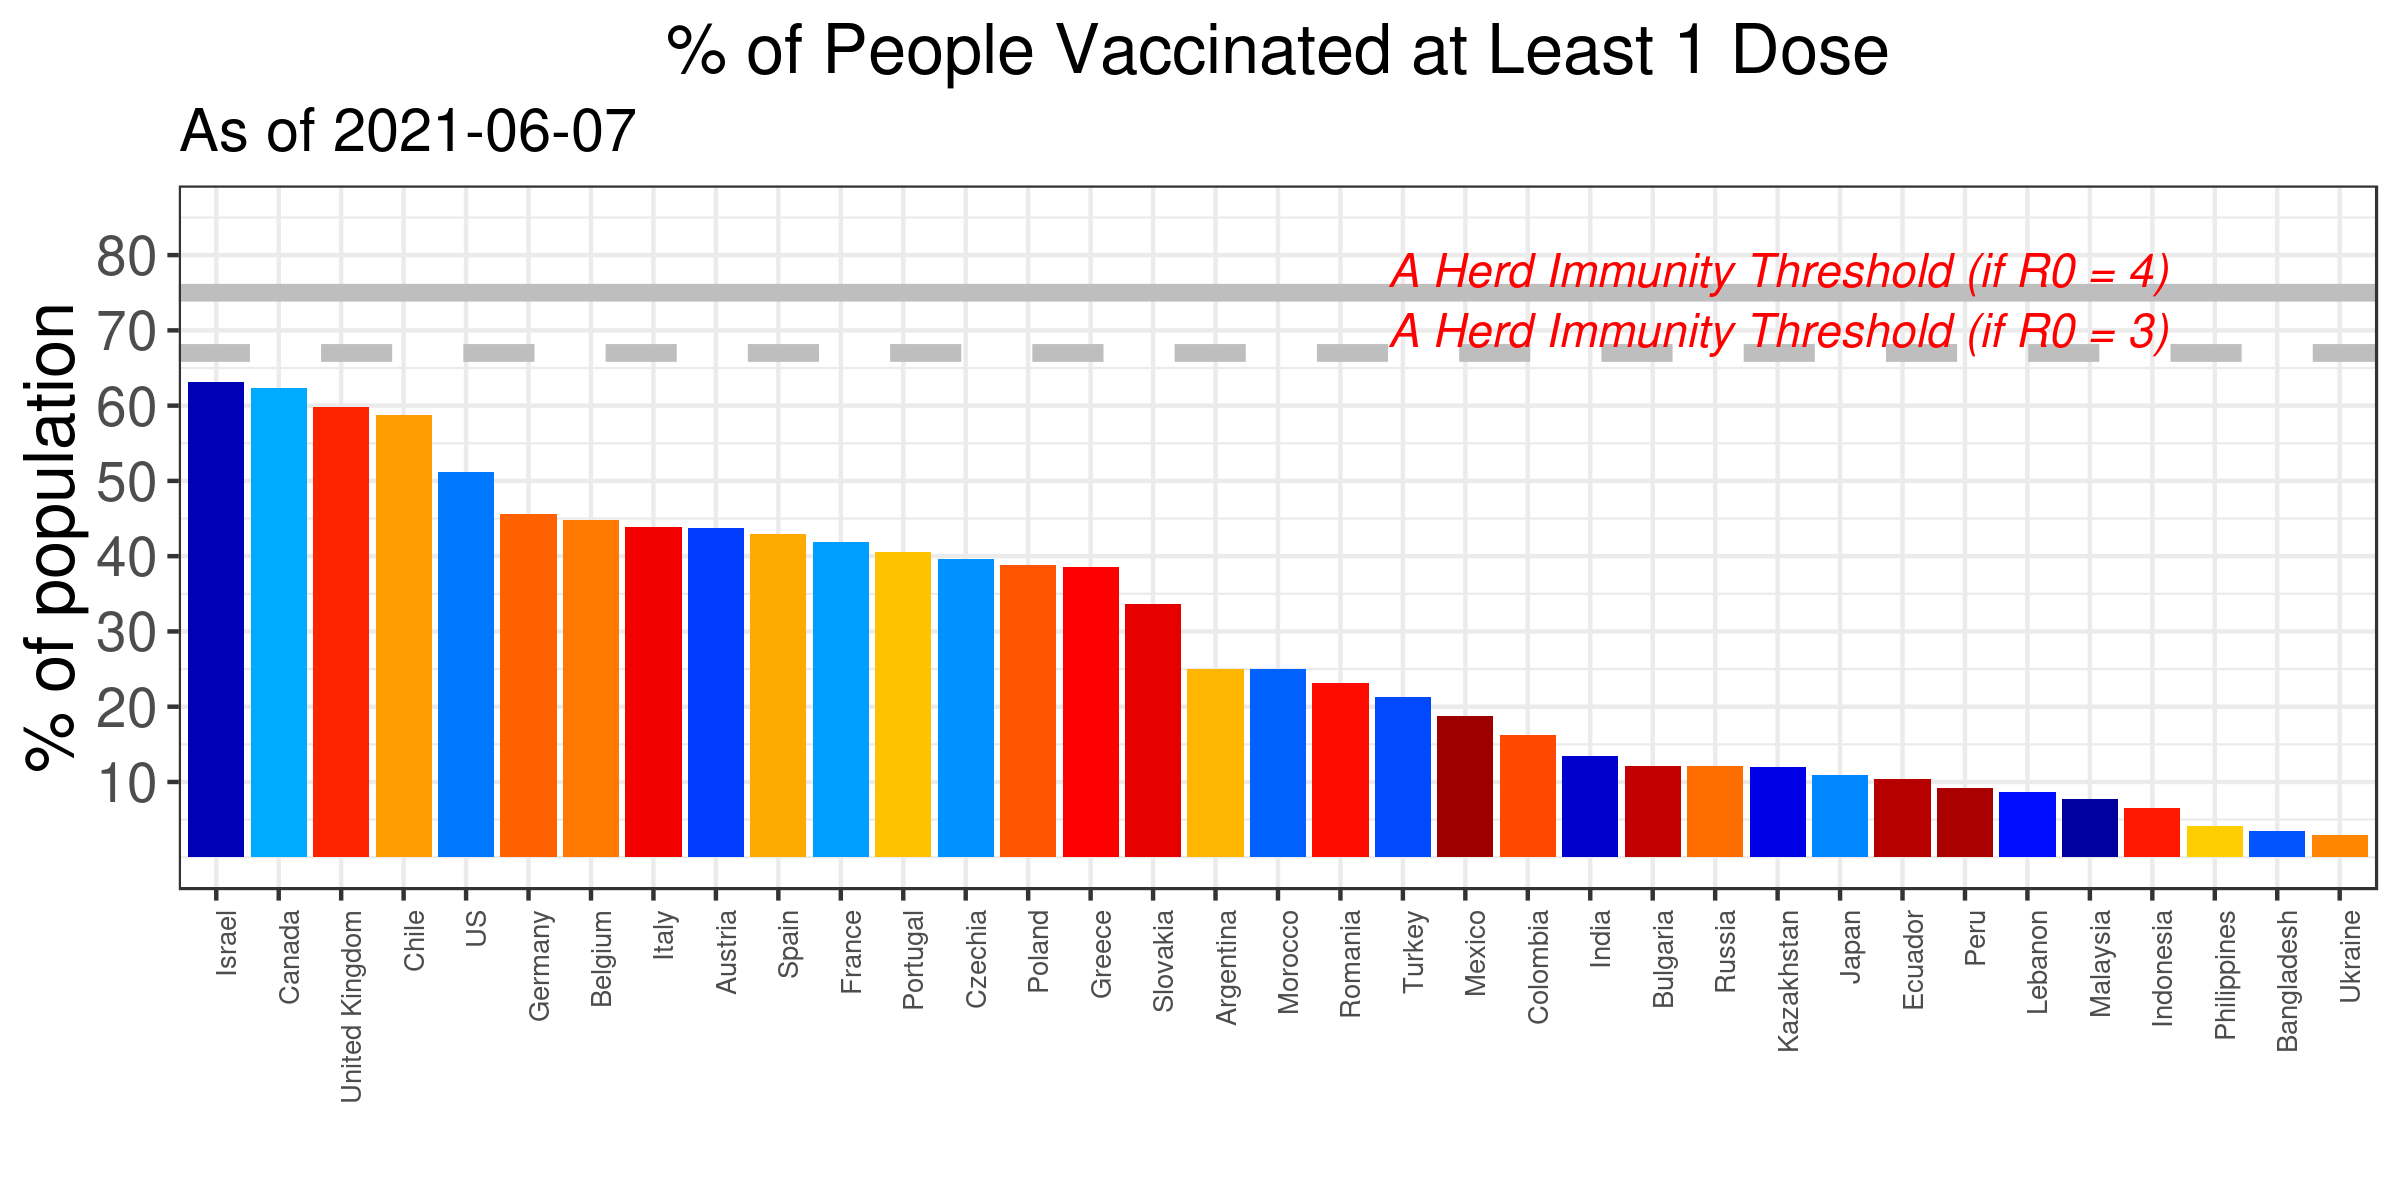 % of People Vaccinated at Least 1 Dose
As of 2021-06-07
% of population
80
70
60
50
40
30
20
10
A Herd Immunity Threshold (if R0 = 4)
A Herd Immunity Threshold (if R0 = 3)
Israel
Canada
United Kingdom
Chile
US
Germany
Belgium
Italy
Austria
Spain
France
Portugal
Czechia
Poland
Greece
Slovakia
Argentina
Morocco
Romania
Turkey
Mexico
Colombia
India
Bulgaria
Russia
Kazakhstan
Japan
Ecuador
Peru
Lebanon
Malaysia
Indonesia
Philippines
Bangladesh
Ukraine